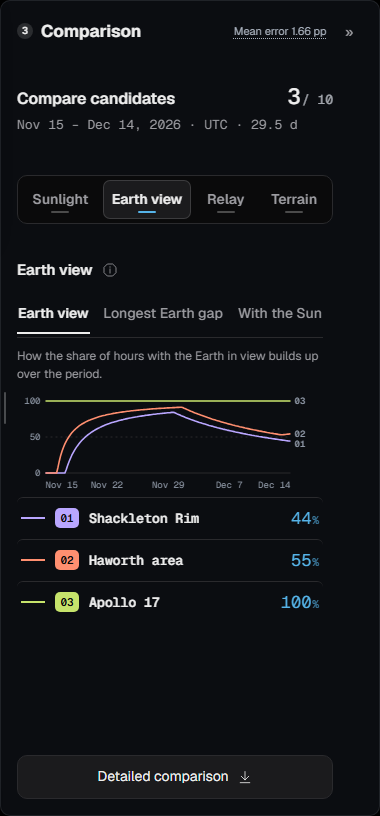 3 Comparison Mean error 1.66 pp »
Compare candidates 3 / 10
Nov 15 – Dec 14, 2026 · UTC · 29.5 d
Sunlight Earth view Relay Terrain
Earth view
Earth view Longest Earth gap With the Sun
How the share of hours with the Earth in view builds up
over the period.
100 03
50 02
01
0
Nov 15 Nov 22 Nov 29 Dec 7 Dec 14
01 Shackleton Rim 44%
02 Haworth area 55%
03 Apollo 17 100%
Detailed comparison